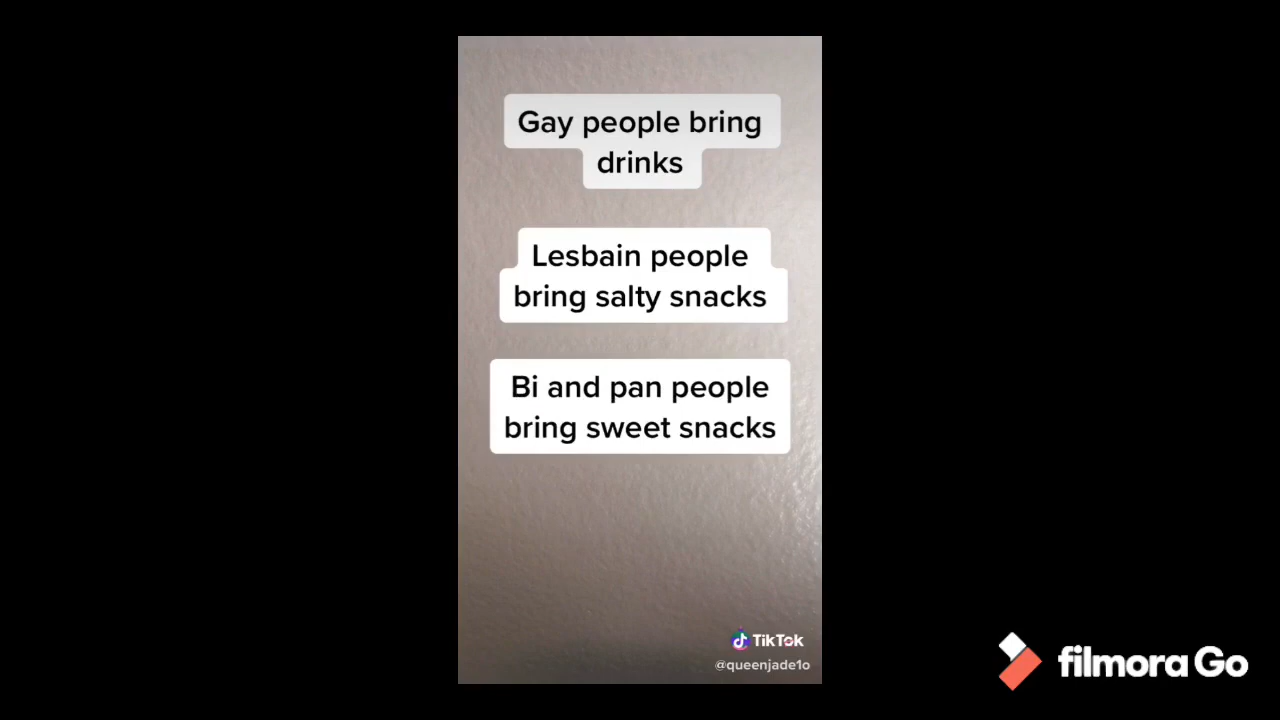 Gay people bring
drinks
Lesbain people
bring salty snacks
Bi and pan people
bring sweet snacks
TikTok
@queenjade1o
filmora Go